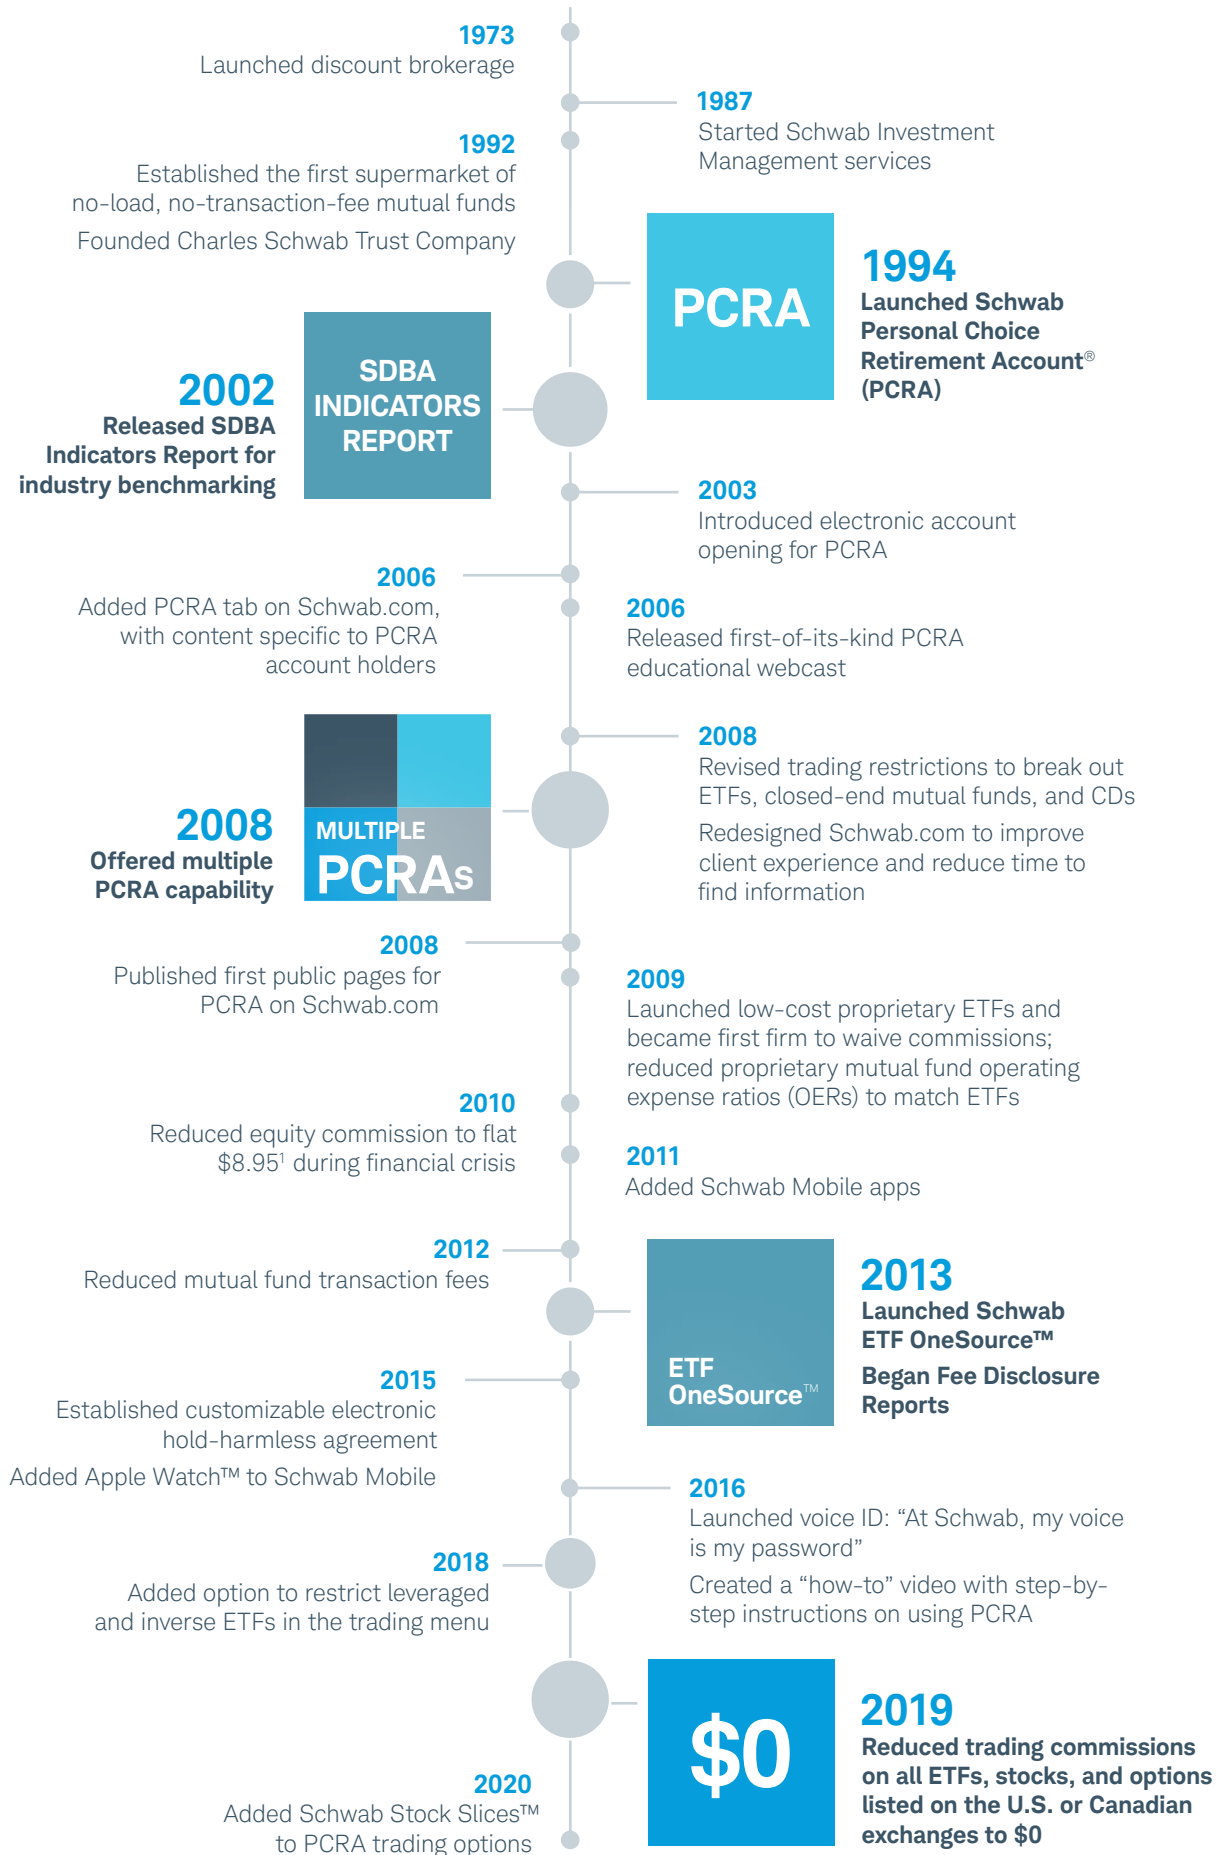 1973
Launched discount brokerage
1987
Started Schwab Investment
Management services
1992
Established the first supermarket of
no-load, no-transaction-fee mutual funds
Founded Charles Schwab Trust Company
PCRA
1994
Launched Schwab
Personal Choice
Retirement Account®
(PCRA)
2002
Released SDBA
Indicators Report for
industry benchmarking
SDBA
INDICATORS
REPORT
2003
Introduced electronic account
opening for PCRA
2006
Added PCRA tab on Schwab.com,
with content specific to PCRA
account holders
2006
Released first-of-its-kind PCRA
educational webcast
2008
Revised trading restrictions to break out
ETFs, closed-end mutual funds, and CDs
Redesigned Schwab.com to improve
client experience and reduce time to
find information
2008
Offered multiple
PCRA capability
MULTIPLE
PCRAs
2008
Published first public pages for
PCRA on Schwab.com
2009
Launched low-cost proprietary ETFs and
became first firm to waive commissions;
reduced proprietary mutual fund operating
expense ratios (OERs) to match ETFs
2010
Reduced equity commission to flat
$8.95¹ during financial crisis
2011
Added Schwab Mobile apps
2012
Reduced mutual fund transaction fees
ETF
OneSource™
2013
Launched Schwab
ETF OneSource™
Began Fee Disclosure
Reports
2015
Established customizable electronic
hold-harmless agreement
Added Apple Watch™ to Schwab Mobile
2016
Launched voice ID: “At Schwab, my voice
is my password”
Created a “how-to” video with step-by-
step instructions on using PCRA
2018
Added option to restrict leveraged
and inverse ETFs in the trading menu
$0
2019
Reduced trading commissions
on all ETFs, stocks, and options
listed on the U.S. or Canadian
exchanges to $0
2020
Added Schwab Stock Slices™
to PCRA trading options